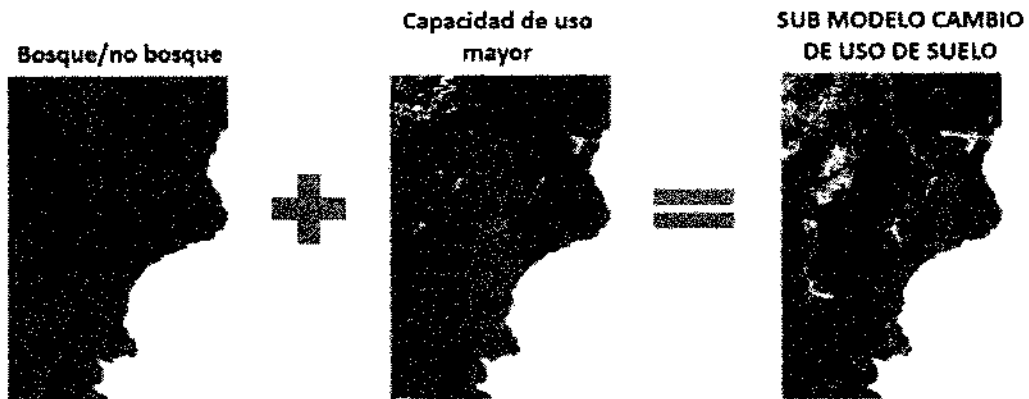 Bosque/no bosque
Capacidad de uso
mayor
SUB MODELO CAMBIO
DE USO DE SUELO